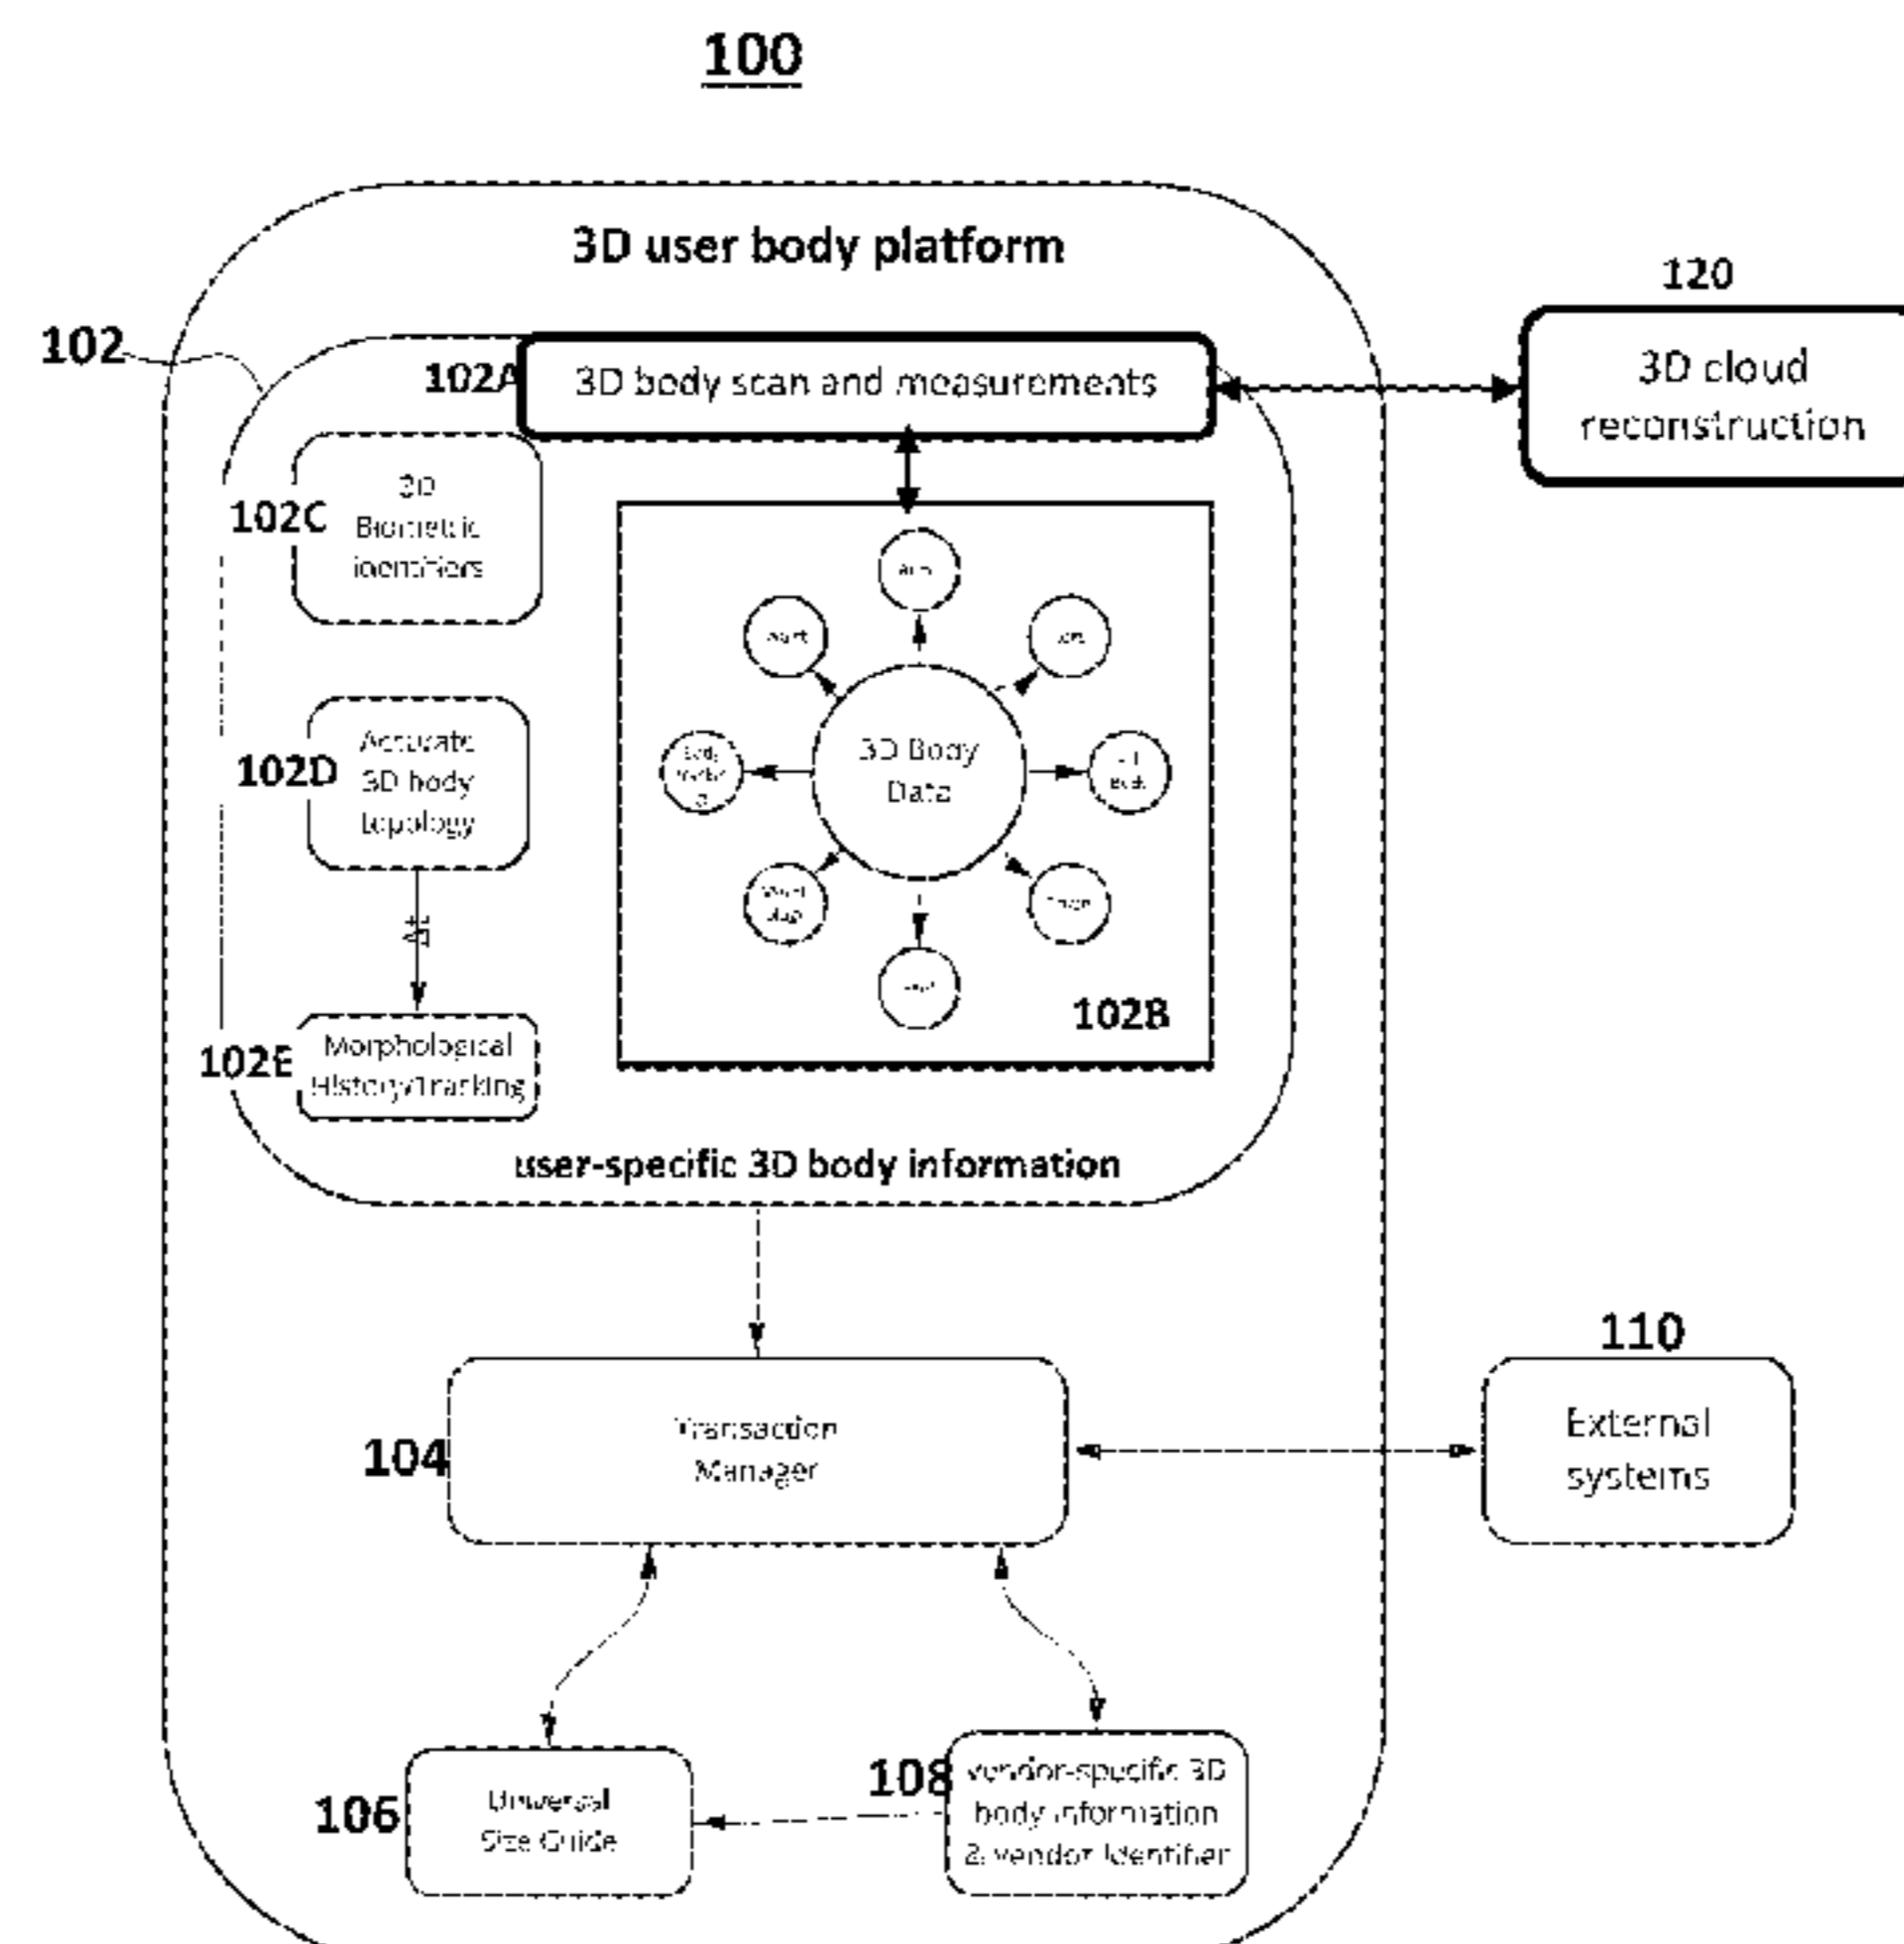 100
3D user body platform
120
102
102A
3D body scan and measurements
3D cloud
reconstruction
102C
3D
Biometric
identifiers
102D
Accurate
3D body
topology
3D Body
Data
Δt
102B
102E
Morphological
History/Tracking
user-specific 3D body information
110
104
Transaction
Manager
External
systems
106
Universal
Size Guide
108
vendor-specific 3D
body information
& vendor Identifier